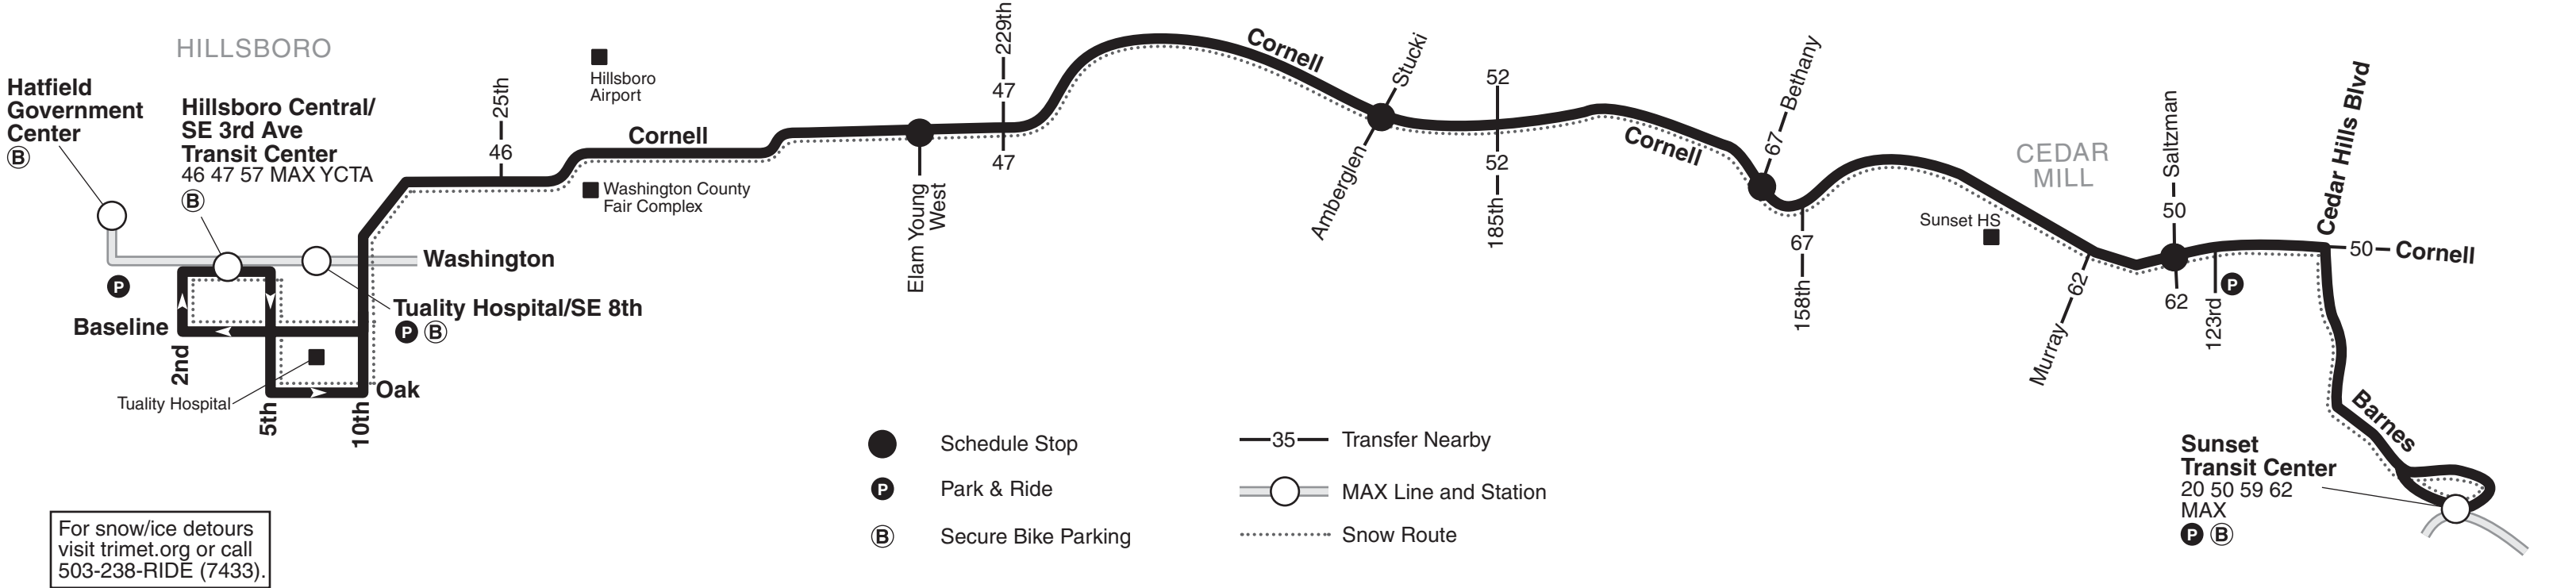 HILLSBORO
Hatfield
Government
Center
B
Hillsboro Central/
SE 3rd Ave
Transit Center
46 47 57 MAX YCTA
B
P
Baseline
2nd
Tuality Hospital
5th
10th
Oak
Washington
Tuality Hospital/SE 8th
P B
25th
46
Hillsboro
Airport
Cornell
Washington County
Fair Complex
Elam Young
West
229th
47
47
Cornell
Stucki
Amberglen
52
52
185th
Cornell
Bethany
67
67
158th
Sunset HS
CEDAR
MILL
Murray
62
Saltzman
50
62
123rd
P
Cedar Hills Blvd
50
Cornell
Barnes
Sunset
Transit Center
20 50 59 62
MAX
P B
Schedule Stop
P Park & Ride
B Secure Bike Parking
35 Transfer Nearby
MAX Line and Station
Snow Route
For snow/ice detours
visit trimet.org or call
503-238-RIDE (7433).